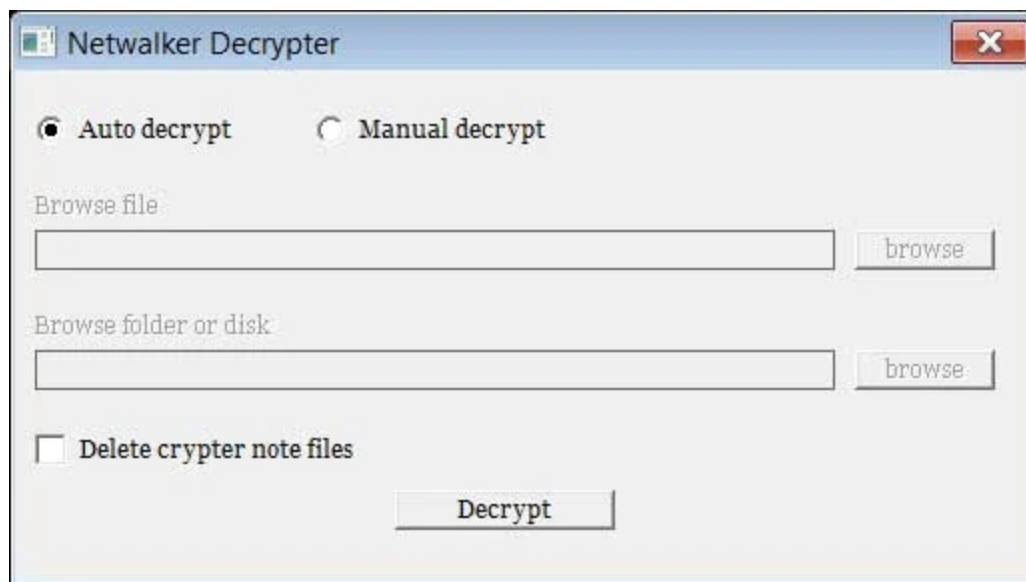 Netwalker Decrypter
Auto decrypt Manual decrypt
Browse file
browse
Browse folder or disk
browse
Delete crypter note files
Decrypt